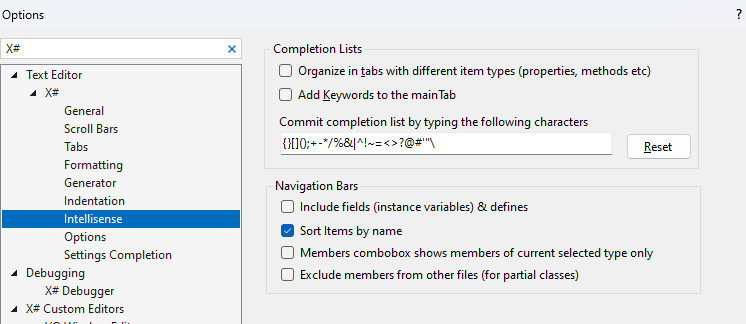 Options
?
X#
Text Editor
X#
General
Scroll Bars
Tabs
Formatting
Generator
Indentation
Intellisense
Options
Settings Completion
Debugging
X# Debugger
X# Custom Editors
Completion Lists
Organize in tabs with different item types (properties, methods etc)
Add Keywords to the mainTab
Commit completion list by typing the following characters
{}[]();+-*/%&|^!~=<>?@#'"\
Reset
Navigation Bars
Include fields (instance variables) & defines
Sort Items by name
Members combobox shows members of current selected type only
Exclude members from other files (for partial classes)